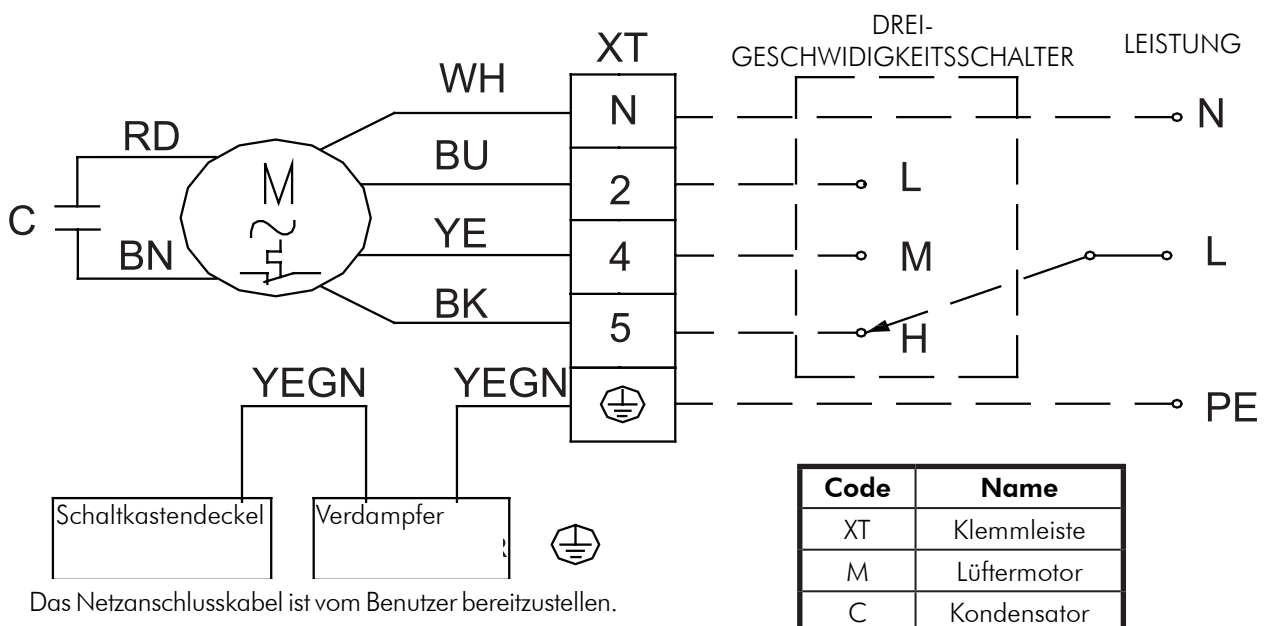 DREI-
GESCHWIDIGKEITSSCHALTER
LEISTUNG
XT
WH
N
N
RD
BU
2
L
M
C
YE
4
M
L
BN
BK
5
H
YEGN
YEGN
PE
Schaltkastendeckel
Verdampfer
Das Netzanschlusskabel ist vom Benutzer bereitzustellen.
Code Name
XT Klemmleiste
M Lüftermotor
C Kondensator